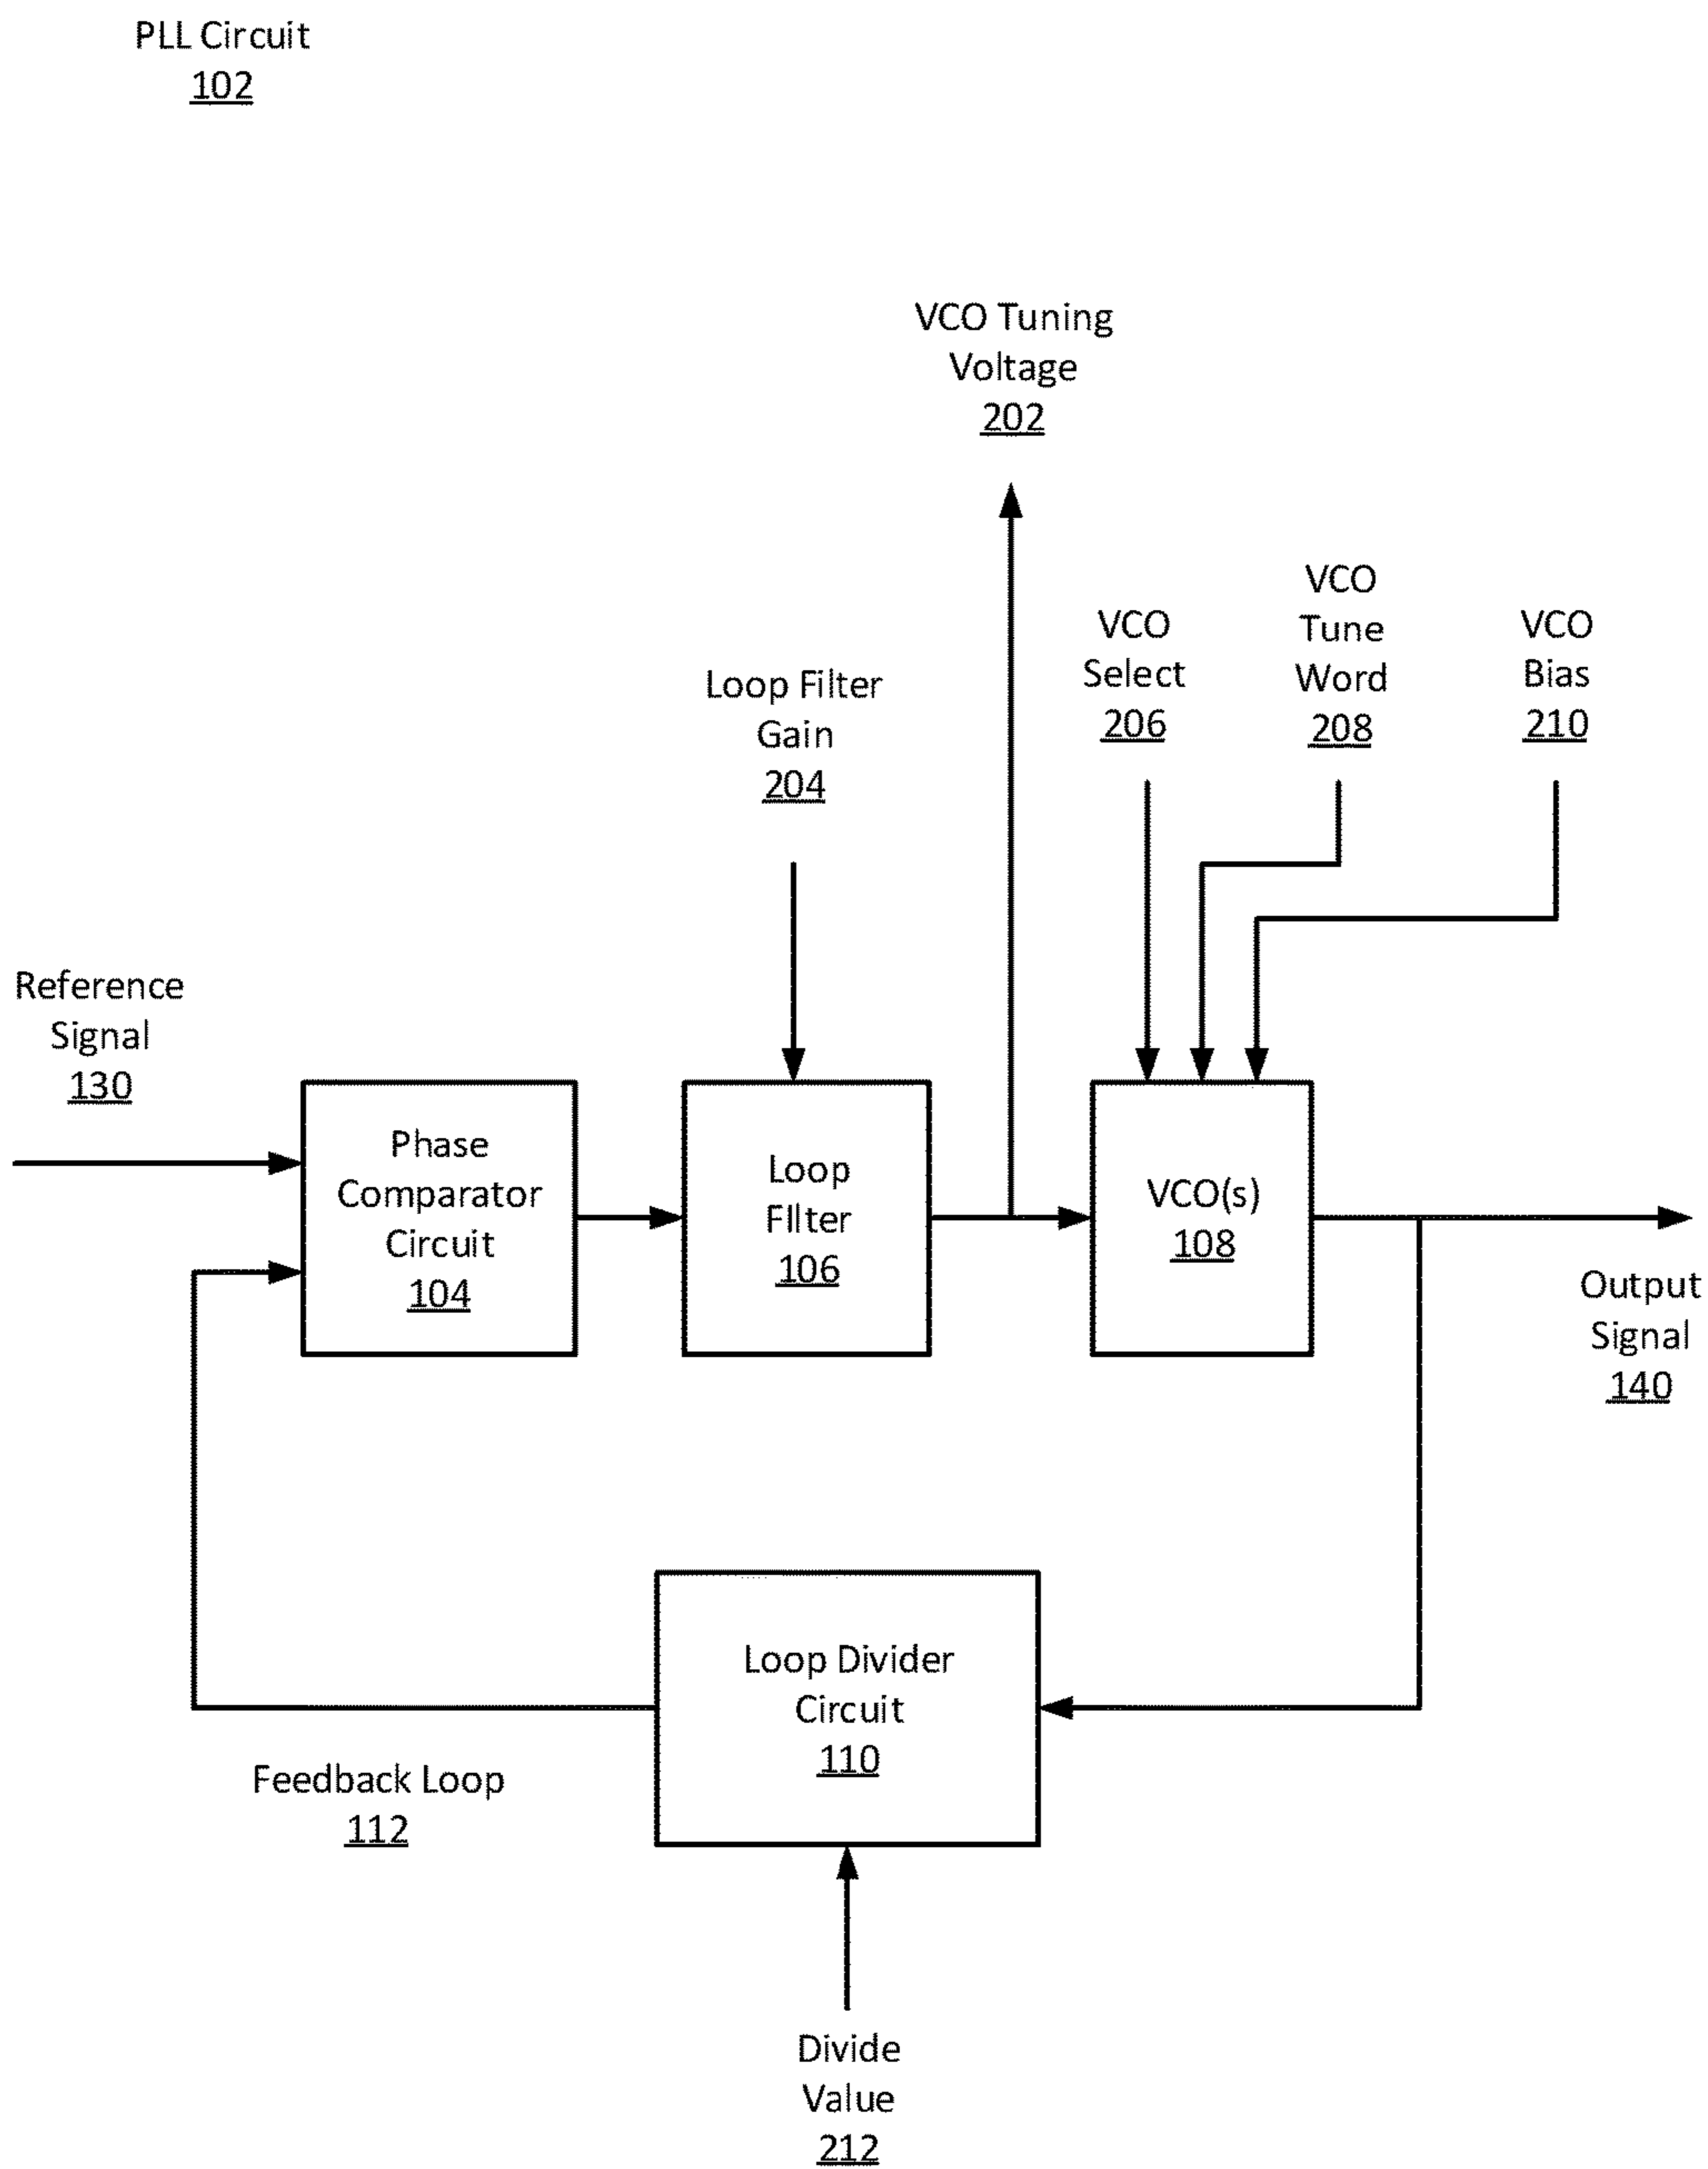 PLL Circuit
102
VCO Tuning
Voltage
202
VCO
Select
206
VCO
Tune
Word
208
VCO
Bias
210
Loop Filter
Gain
204
Reference
Signal
130
Phase
Comparator
Circuit
104
Loop
FIlter
106
VCO(s)
108
Output
Signal
140
Loop Divider
Circuit
110
Feedback Loop
112
Divide
Value
212